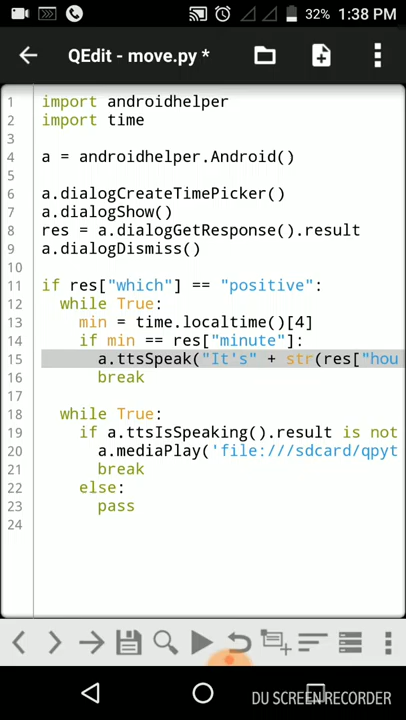 32% 1:38 PM
QEdit - move.py *
1 import androidhelper
2 import time
3
4 a = androidhelper.Android()
5
6 a.dialogCreateTimePicker()
7 a.dialogShow()
8 res = a.dialogGetResponse().result
9 a.dialogDismiss()
10
11 if res["which"] == "positive":
12 while True:
13 min = time.localtime()[4]
14 if min == res["minute"]:
15 a.ttsSpeak("It's" + str(res["hou
16 break
17
18 while True:
19 if a.ttsIsSpeaking().result is not
20 a.mediaPlay('file:///sdcard/qpyt
21 break
22 else:
23 pass
24
DU SCREEN RECORDER